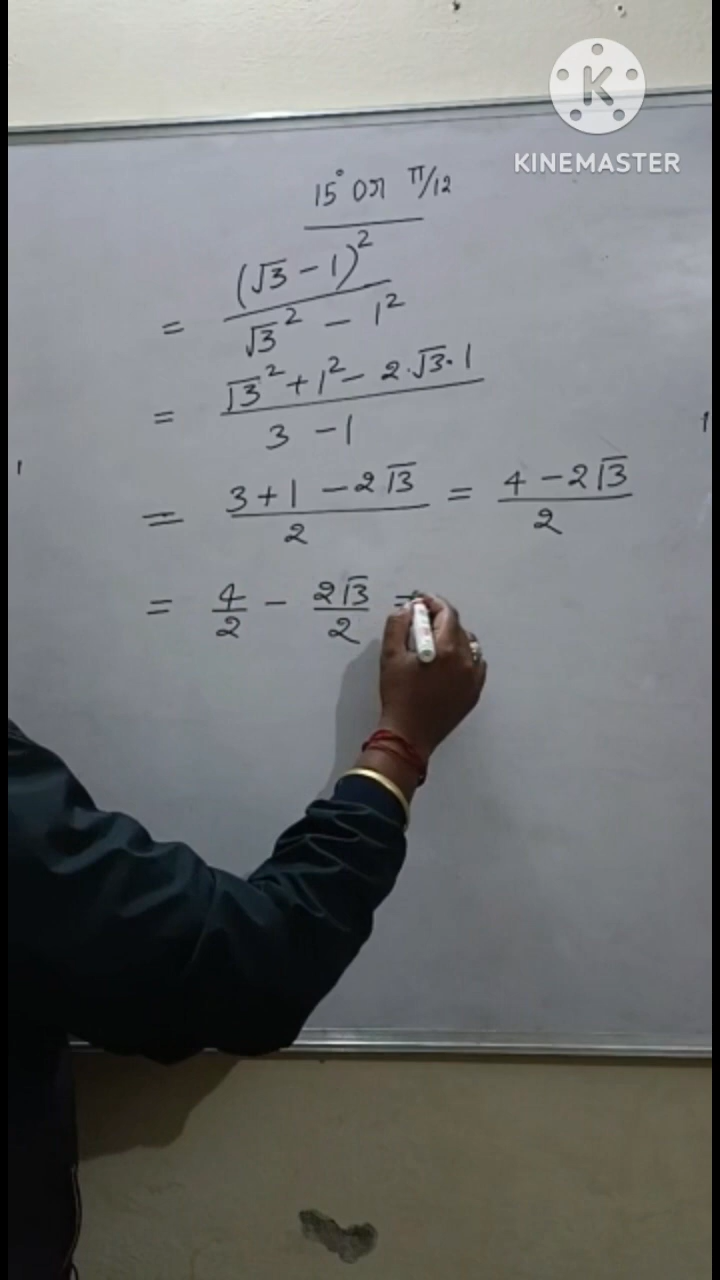 K
KINEMASTER
15° or π/12
= (√3 - 1)² / √3² - 1²
= √3² + 1² - 2·√3·1 / 3 - 1
= 3 + 1 - 2√3 / 2 = 4 - 2√3 / 2
= 4/2 - 2√3/2 =